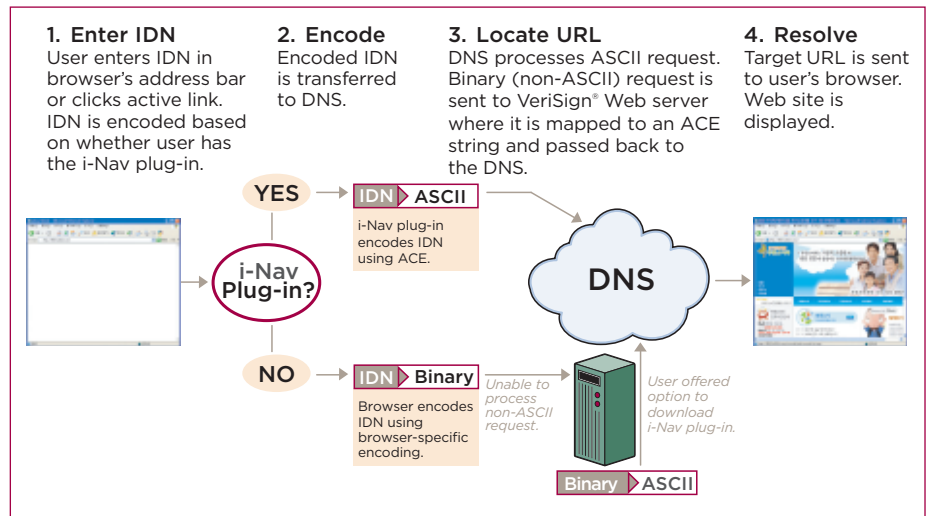 1. Enter IDN
User enters IDN in
browser's address bar
or clicks active link.
IDN is encoded based
on whether user has
the i-Nav plug-in.
2. Encode
Encoded IDN
is transferred
to DNS.
3. Locate URL
DNS processes ASCII request.
Binary (non-ASCII) request is
sent to VeriSign® Web server
where it is mapped to an ACE
string and passed back to
the DNS.
4. Resolve
Target URL is sent
to user's browser.
Web site is
displayed.
YES
IDN ASCII
i-Nav plug-in
encodes IDN
using ACE.
i-Nav
Plug-in?
DNS
NO
IDN Binary
Browser encodes
IDN using
browser-specific
encoding.
Unable to
process
non-ASCII
request.
User offered
option to
download
i-Nav plug-in.
Binary ASCII